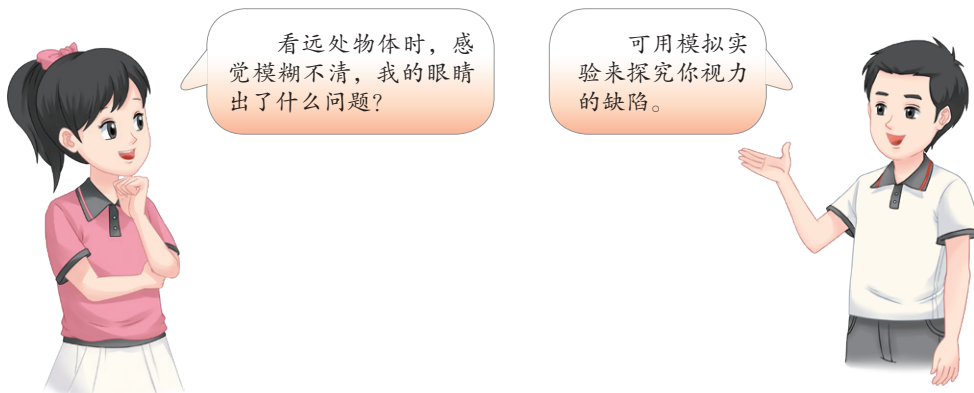 看远处物体时，感
觉模糊不清，我的眼睛
出了什么问题？
可用模拟实
验来探究你视力
的缺陷。